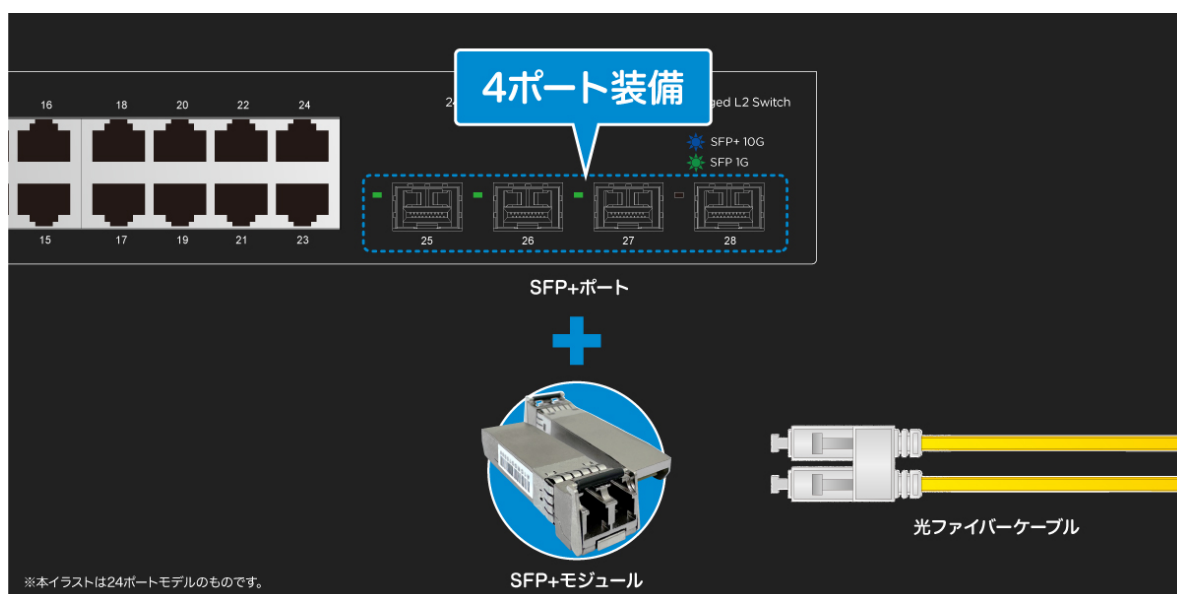 4ポート装備
24
ged L2 Switch
SFP+ 10G
SFP 1G
16 18 20 22 24
15 17 19 21 23
25 26 27 28
SFP+ポート
SFP+モジュール
光ファイバーケーブル
※本イラストは24ポートモデルのものです。